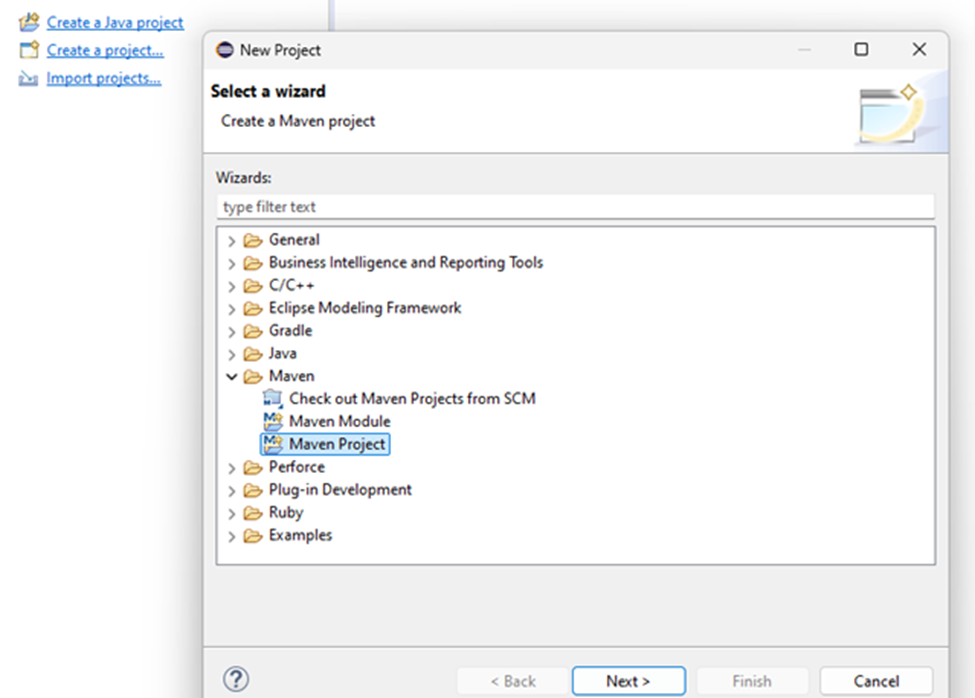 Create a Java project
Create a project...
Import projects...
New Project
Select a wizard
Create a Maven project
Wizards:
type filter text
General
Business Intelligence and Reporting Tools
C/C++
Eclipse Modeling Framework
Gradle
Java
Maven
Check out Maven Projects from SCM
Maven Module
Maven Project
Perforce
Plug-in Development
Ruby
Examples
?
< Back
Next >
Finish
Cancel